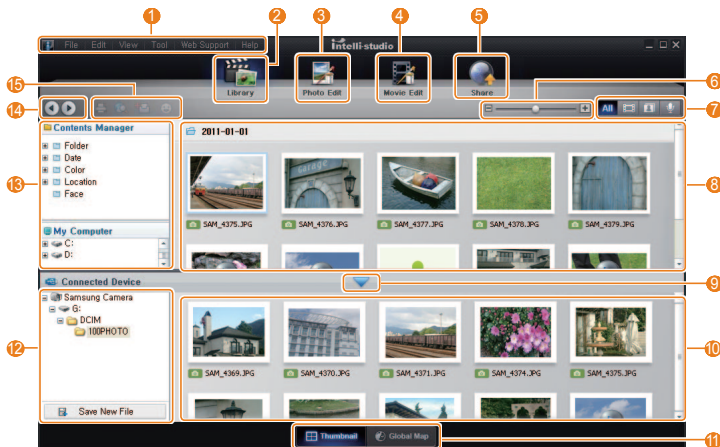 1
2
3
4
5
File Edit View Tool Web Support Help
intelli-studio
Library
Photo Edit
Movie Edit
Share
6
15
14
All
7
Contents Manager
Folder
Date
Color
Location
Face
13
2011-01-01
SAM_4375.JPG
SAM_4376.JPG
SAM_4377.JPG
SAM_4378.JPG
SAM_4379.JPG
8
My Computer
C:
D:
Connected Device
9
Samsung Camera
G:
DCIM
100PHOTO
12
SAM_4369.JPG
SAM_4370.JPG
SAM_4371.JPG
SAM_4374.JPG
SAM_4375.JPG
10
Save New File
Thumbnail
Global Map
11